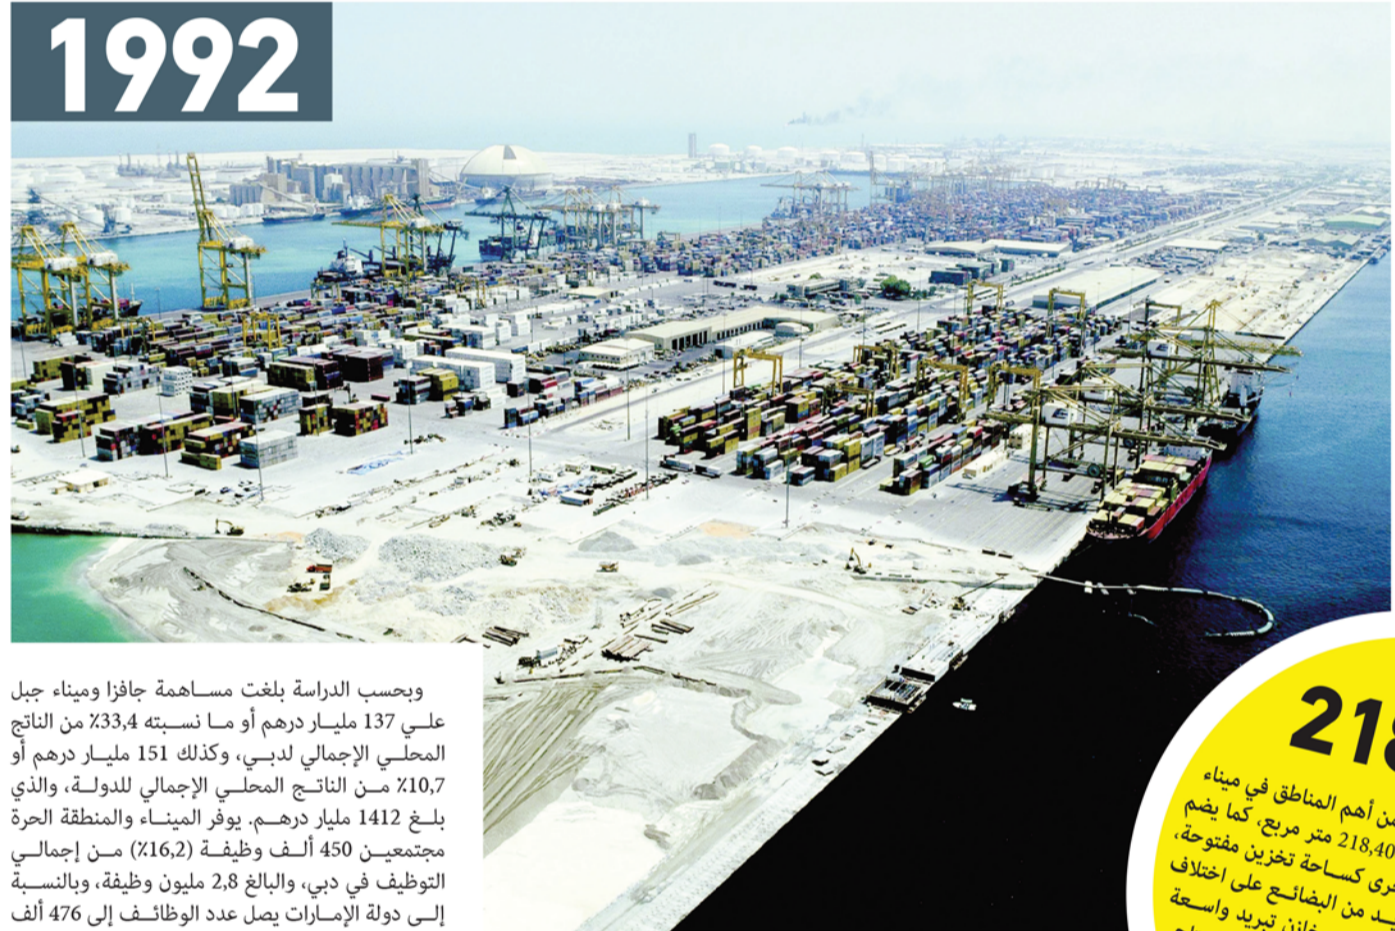 1992
وبحسب الدراسة بلغت مساهمة جافزا وميناء جبل
علي 137 مليار درهم أو ما نسبته 33,4٪ من الناتج
المحلي الإجمالي لدبي، وكذلك 151 مليار درهم أو
10,7٪ من الناتج المحلي الإجمالي للدولة، والذي
بلغ 1412 مليار درهم. يوفر الميناء والمنطقة الحرة
مجتمعين 450 ألف وظيفة (16,2٪) من إجمالي
التوظيف في دبي، والبالغ 2,8 مليون وظيفة، وبالنسبة
إلى دولة الإمارات يصل عدد الوظائف إلى 476 ألف
218
من أهم المناطق في ميناء
218,40 متر مربع، كما يضم
كساحة تخزين مفتوحة،
من البضائع على اختلاف
تبريد واسعة